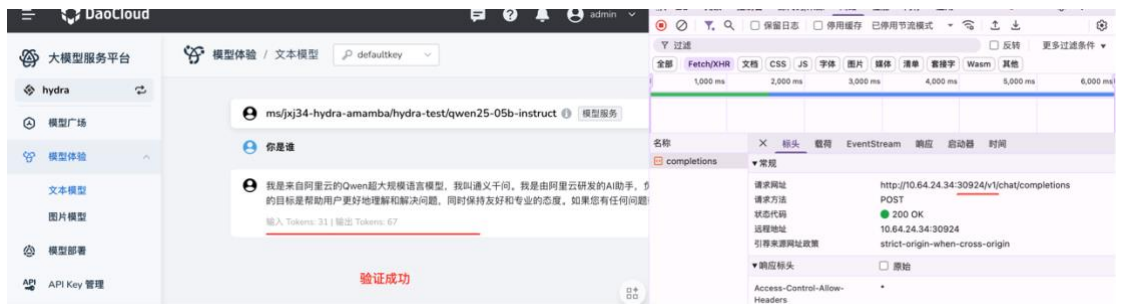 DaoCloud
admin
大模型服务平台
hydra
模型广场
模型体验
文本模型
图片模型
模型部署
API API Key 管理
模型体验 / 文本模型
defaultkey
ms/jxj34-hydra-amamba/hydra-test/qwen25-05b-instruct 模型服务
你是谁
我是来自阿里云的Qwen超大规模语言模型，我叫通义千问。我是由阿里云研发的AI助手，
的目标是帮助用户更好地理解和解决问题，同时保持友好和专业的态度。如果您有任何问题
输入 Tokens: 31 | 输出 Tokens: 67
验证成功
保留日志 停用缓存 已停用节流模式
过滤 反转 更多过滤条件
全部 Fetch/XHR 文档 CSS JS 字体 图片 媒体 清单 套接字 Wasm 其他
1,000 ms 2,000 ms 3,000 ms 4,000 ms 5,000 ms 6,000 ms
名称
completions
标头 载荷 EventStream 响应 启动器 时间
常规
请求网址 http://10.64.24.34:30924/v1/chat/completions
请求方法 POST
状态代码 200 OK
远程地址 10.64.24.34:30924
引荐来源网址政策 strict-origin-when-cross-origin
响应标头 原始
Access-Control-Allow- *
Headers